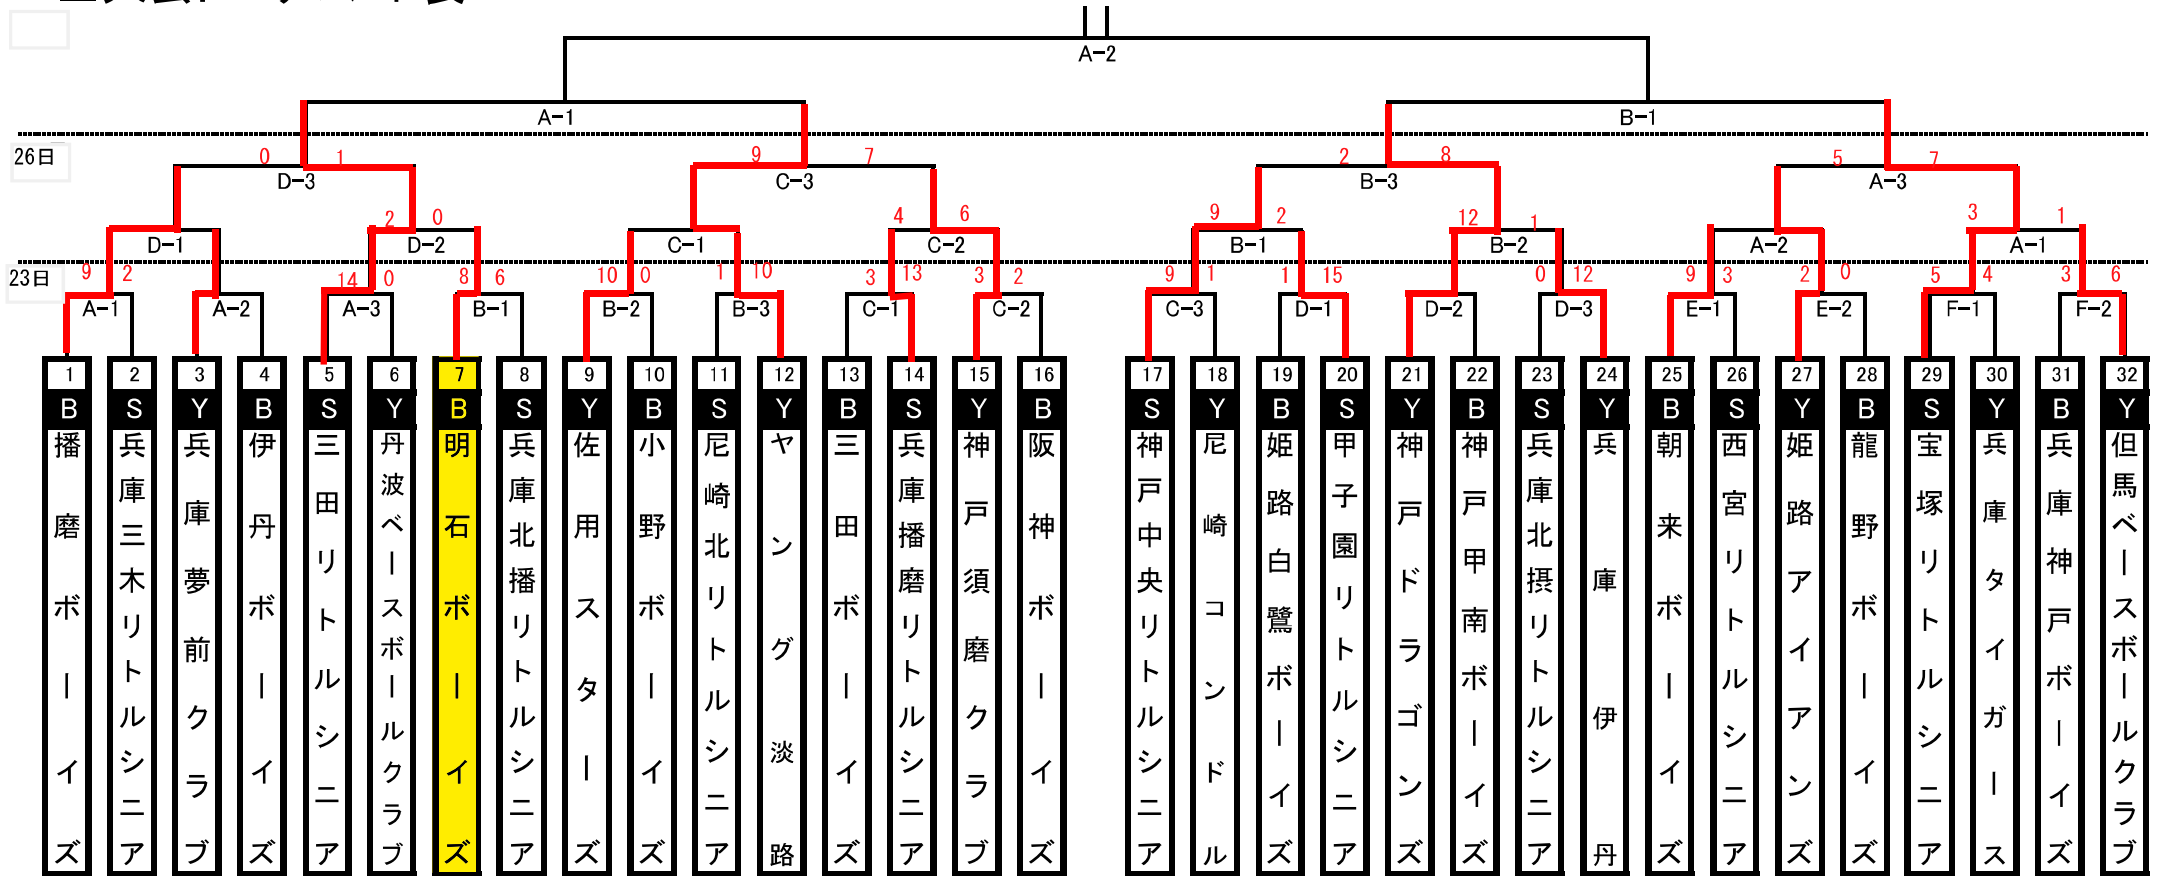 A-2
A-1 B-1
26日
0 1 9 7 2 8 5 7
D-3 C-3 B-3 A-3
2 0 4 6 9 2 12 1 3 1
D-1 D-2 C-1 C-2 B-1 B-2 A-2 A-1
23日
9 2 14 0 8 6 10 0 1 10 3 13 3 2 9 1 1 15 0 12 9 3 2 0 5 4 3 6
A-1 A-2 A-3 B-1 B-2 B-3 C-1 C-2 C-3 D-1 D-2 D-3 E-1 E-2 F-1 F-2
1 B 播磨ボーイズ
2 S 兵庫三木リトルシニア
3 Y 兵庫夢前クラブ
4 B 伊丹ボーイズ
5 S 三田リトルシニア
6 Y 丹波ベースボールクラブ
7 B 明石ボーイズ
8 S 兵庫北播リトルシニア
9 Y 佐用スターズ
10 B 小野ボーイズ
11 S 尼崎北リトルシニア
12 Y ヤング淡路
13 B 三田ボーイズ
14 S 兵庫播磨リトルシニア
15 Y 神戸須磨クラブ
16 B 阪神ボーイズ
17 S 神戸中央リトルシニア
18 Y 尼崎コンドル
19 B 姫路白鷺ボーイズ
20 S 甲子園リトルシニア
21 Y 神戸ドラゴンズ
22 B 神戸甲南ボーイズ
23 S 兵庫北摂リトルシニア
24 Y 兵庫伊丹
25 B 朝来ボーイズ
26 S 西宮リトルシニア
27 Y 姫路アイアンズ
28 B 龍野ボーイズ
29 S 宝塚リトルシニア
30 Y 兵庫タイガース
31 B 兵庫神戸ボーイズ
32 Y 但馬ベースボールクラブ